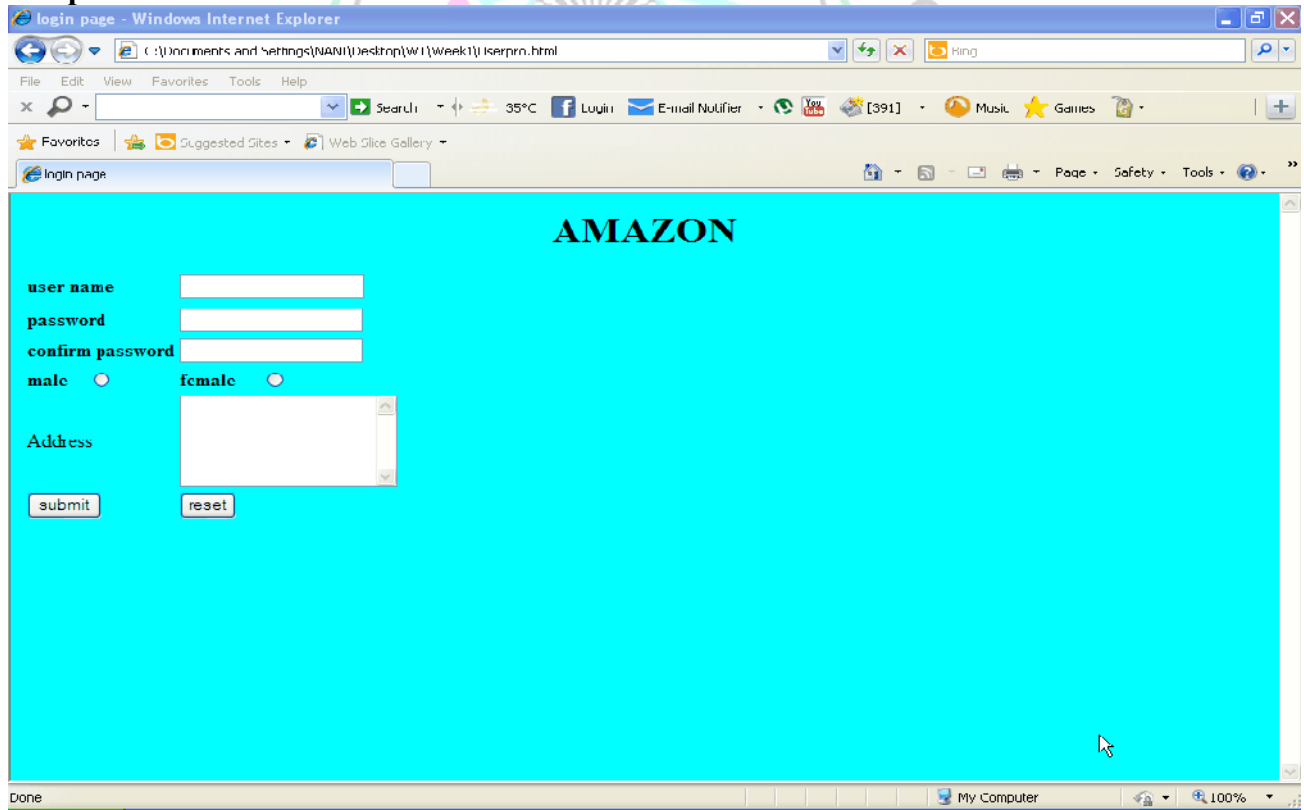 login page - Windows Internet Explorer
C:\Documents and Settings\NANI\Desktop\WT\Week1\Userpro.html
Bing
File Edit View Favorites Tools Help
Search 35°C Login E-mail Notifier You Tube [391] Music Games
Favorites Suggested Sites Web Slice Gallery
login page Page Safety Tools
AMAZON
user name
password
confirm password
male female
Address
submit reset
Done My Computer 100%